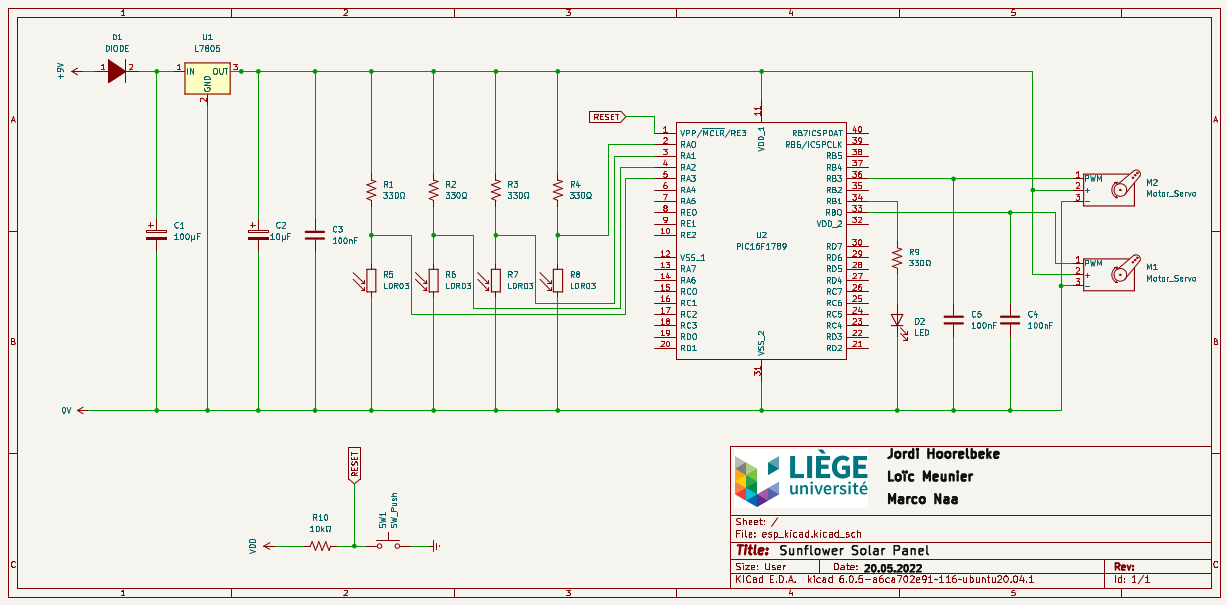 1 2 3 4 5
A A
B B
C C
1 2 3 4 5
D1
DIODE
+9V
1 2
U1
L7805
1 IN OUT 3
GND
2
C1
100µF
C2
10µF
C3
100nF
R1
330Ω
R2
330Ω
R3
330Ω
R4
330Ω
R5
LDR03
R6
LDR03
R7
LDR03
R8
LDR03
0V
RESET
U2
PIC16F1789
11
VDD_1
1 VPP/MCLR/RE3
2 RA0
3 RA1
4 RA2
5 RA3
6 RA4
7 RA5
8 RE0
9 RE1
10 RE2
12 VSS_1
13 RA7
14 RA6
15 RC0
16 RC1
17 RC2
18 RC3
19 RD0
20 RD1
RB7ICSPDAT 40
RB6/ICSPCLK 39
RB5 38
RB4 37
RB3 36
RB2 35
RB1 34
RB0 33
VDD_2 32
RD7 30
RD6 29
RD5 28
RD4 27
RC7 26
RC6 25
RC5 24
RC4 23
RD3 22
RD2 21
VSS_2
31
R9
330Ω
D2
LED
C5
100nF
C4
100nF
1 PWM
2 +
3 -
M2
Motor_Servo
1 PWM
2 +
3 -
M1
Motor_Servo
RESET
R10
10kΩ
VDD
SW1
SW_Push
LIÈGE
université
Jordi Hoorelbeke
Loïc Meunier
Marco Naa
Sheet: /
File: esp_kicad.kicad_sch
Title: Sunflower Solar Panel
Size: User Date: 20.05.2022 Rev:
KiCad E.D.A. kicad 6.0.5-a6ca702e91~116~ubuntu20.04.1 Id: 1/1